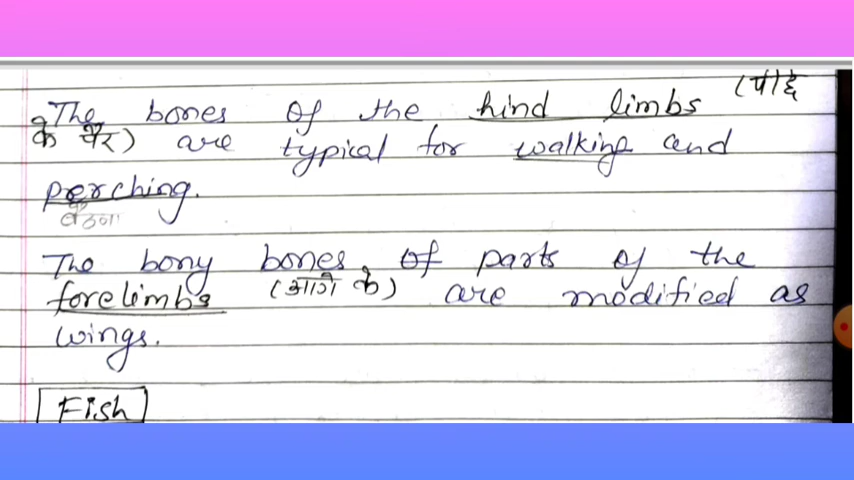 The bones of the hind limbs (पीछे
के पैर) are typical for walking and
perching.
बैठना
The bony bones of parts of the
forelimbs (आगे के) are modified as
wings.
Fish